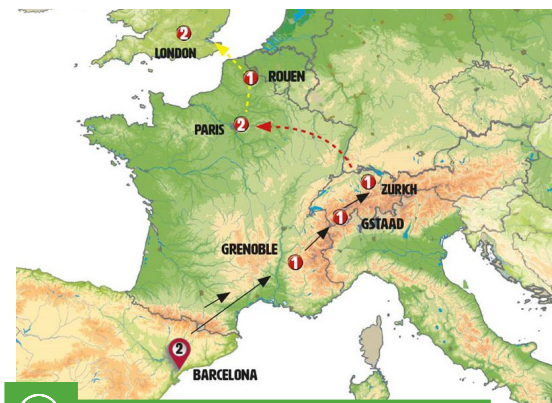 2
LONDON
1
ROUEN
PARIS
2
1
ZURICH
1
GSTAAD
GRENOBLE
1
2
BARCELONA